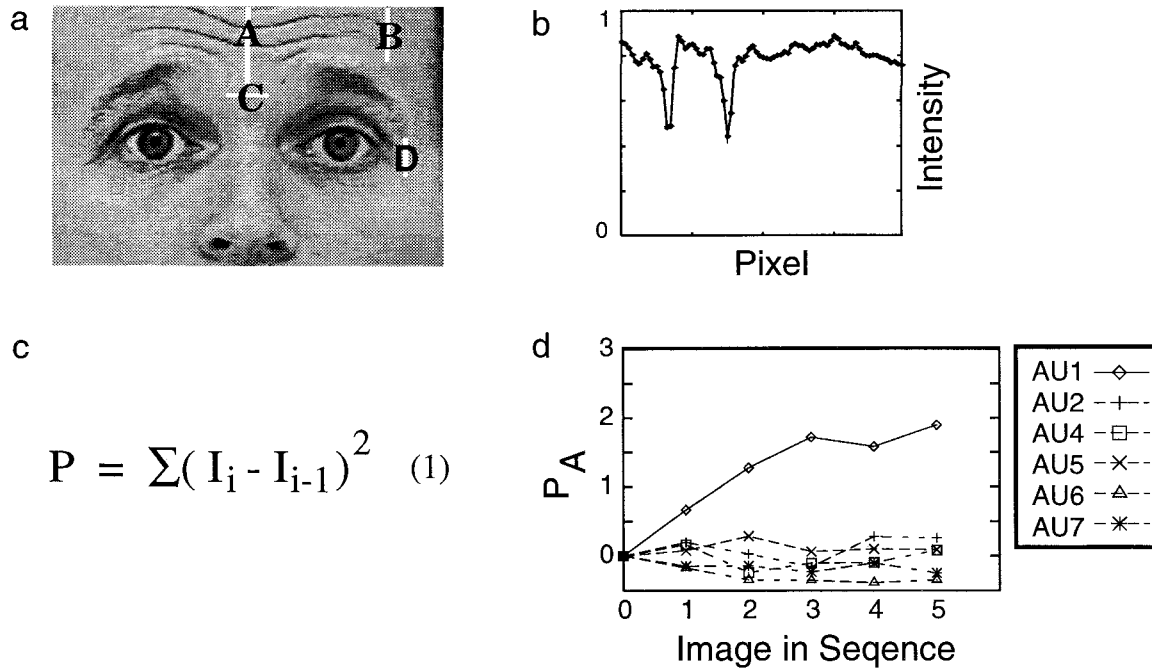 a
A
B
C
D
b
1
0
Intensity
Pixel
c
P = Σ( I_i - I_{i-1} )^2 (1)
d
3
2
1
0
P_A
0 1 2 3 4 5
Image in Seqence
AU1
AU2
AU4
AU5
AU6
AU7